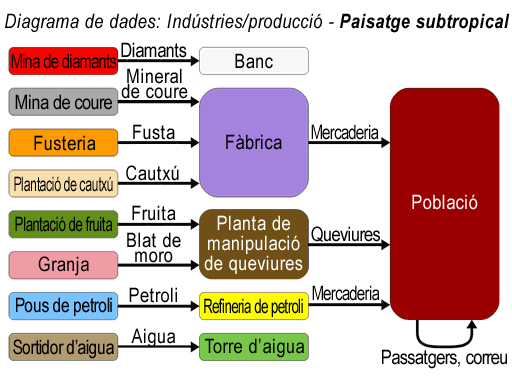 Diagrama de dades: Indústries/producció - Paisatge subtropical
Mina de diamants
Diamants
Banc
Mina de coure
Mineral
de coure
Fusteria
Fusta
Fàbrica
Mercaderia
Plantació de cautxú
Cautxú
Població
Plantació de fruita
Fruita
Planta de
manipulació
de queviures
Queviures
Granja
Blat de
moro
Pous de petroli
Petroli
Refineria de petroli
Mercaderia
Sortidor d'aigua
Aigua
Torre d'aigua
Passatgers, correu